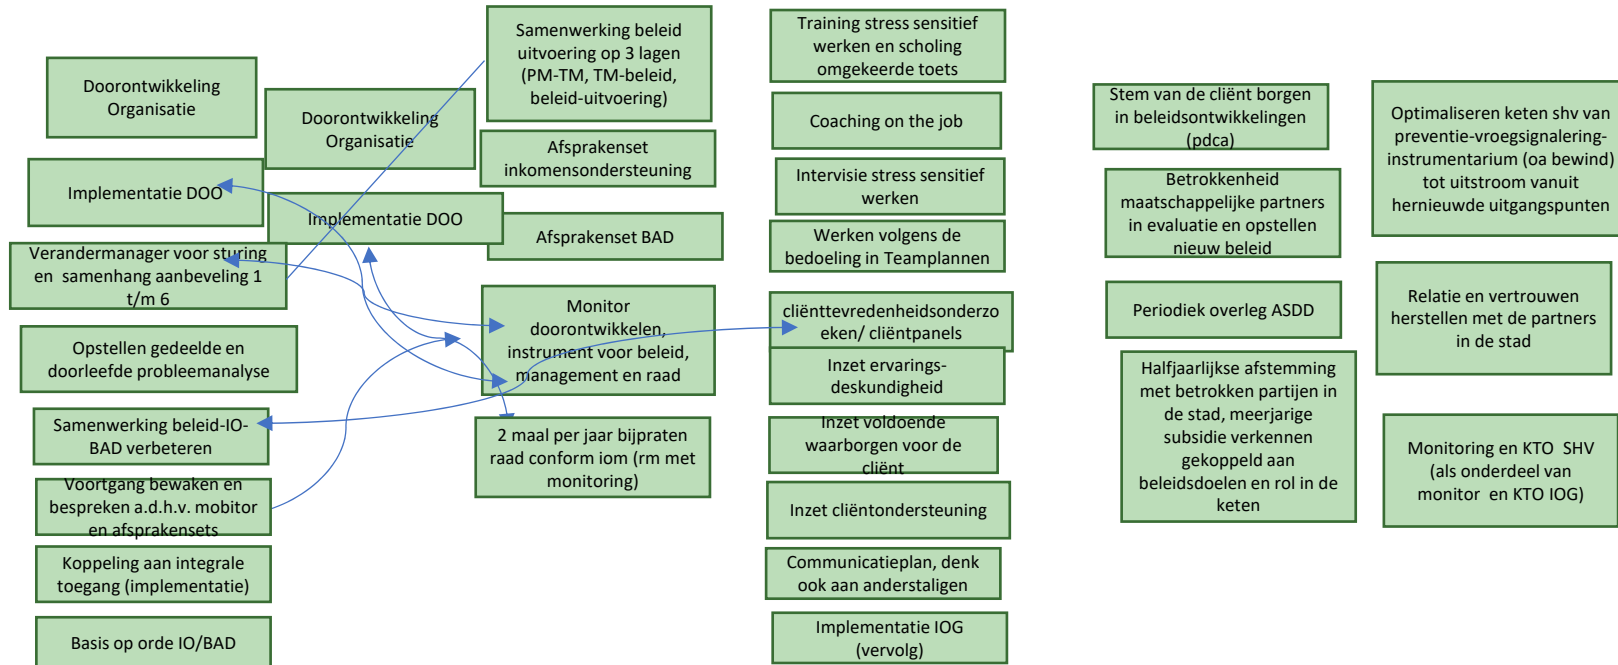 Doorontwikkeling
Organisatie
Implementatie DOO
Verandermanager voor sturing
en samenhang aanbeveling 1
t/m 6
Opstellen gedeelde en
doorleefde probleemanalyse
Samenwerking beleid-IO-
BAD verbeteren
Voortgang bewaken en
bespreken a.d.h.v. mobitor
en afsprakensets
Koppeling aan integrale
toegang (implementatie)
Basis op orde IO/BAD
Doorontwikkeling
Organisatie
Implementatie DOO
Samenwerking beleid
uitvoering op 3 lagen
(PM-TM, TM-beleid,
beleid-uitvoering)
Afsprakenset
inkomensondersteuning
Afsprakenset BAD
Monitor
doorontwikkelen,
instrument voor beleid,
management en raad
2 maal per jaar bijpraten
raad conform iom (rm met
monitoring)
Training stress sensitief
werken en scholing
omgekeerde toets
Coaching on the job
Intervisie stress sensitief
werken
Werken volgens de
bedoeling in Teamplannen
cliënttevredenheidsonderzo
eken/ cliëntpanels
Inzet ervarings-
deskundigheid
Inzet voldoende
waarborgen voor de
cliënt
Inzet cliëntondersteuning
Communicatieplan, denk
ook aan anderstaligen
Implementatie IOG
(vervolg)
Stem van de cliënt borgen
in beleidsontwikkelingen
(pdca)
Betrokkenheid
maatschappelijke partners
in evaluatie en opstellen
nieuw beleid
Periodiek overleg ASDD
Halfjaarlijkse afstemming
met betrokken partijen in
de stad, meerjarige
subsidie verkennen
gekoppeld aan
beleidsdoelen en rol in de
keten
Optimaliseren keten shv van
preventie-vroegsignalering-
instrumentarium (oa bewind)
tot uitstroom vanuit
hernieuwde uitgangspunten
Relatie en vertrouwen
herstellen met de partners
in de stad
Monitoring en KTO SHV
(als onderdeel van
monitor en KTO IOG)